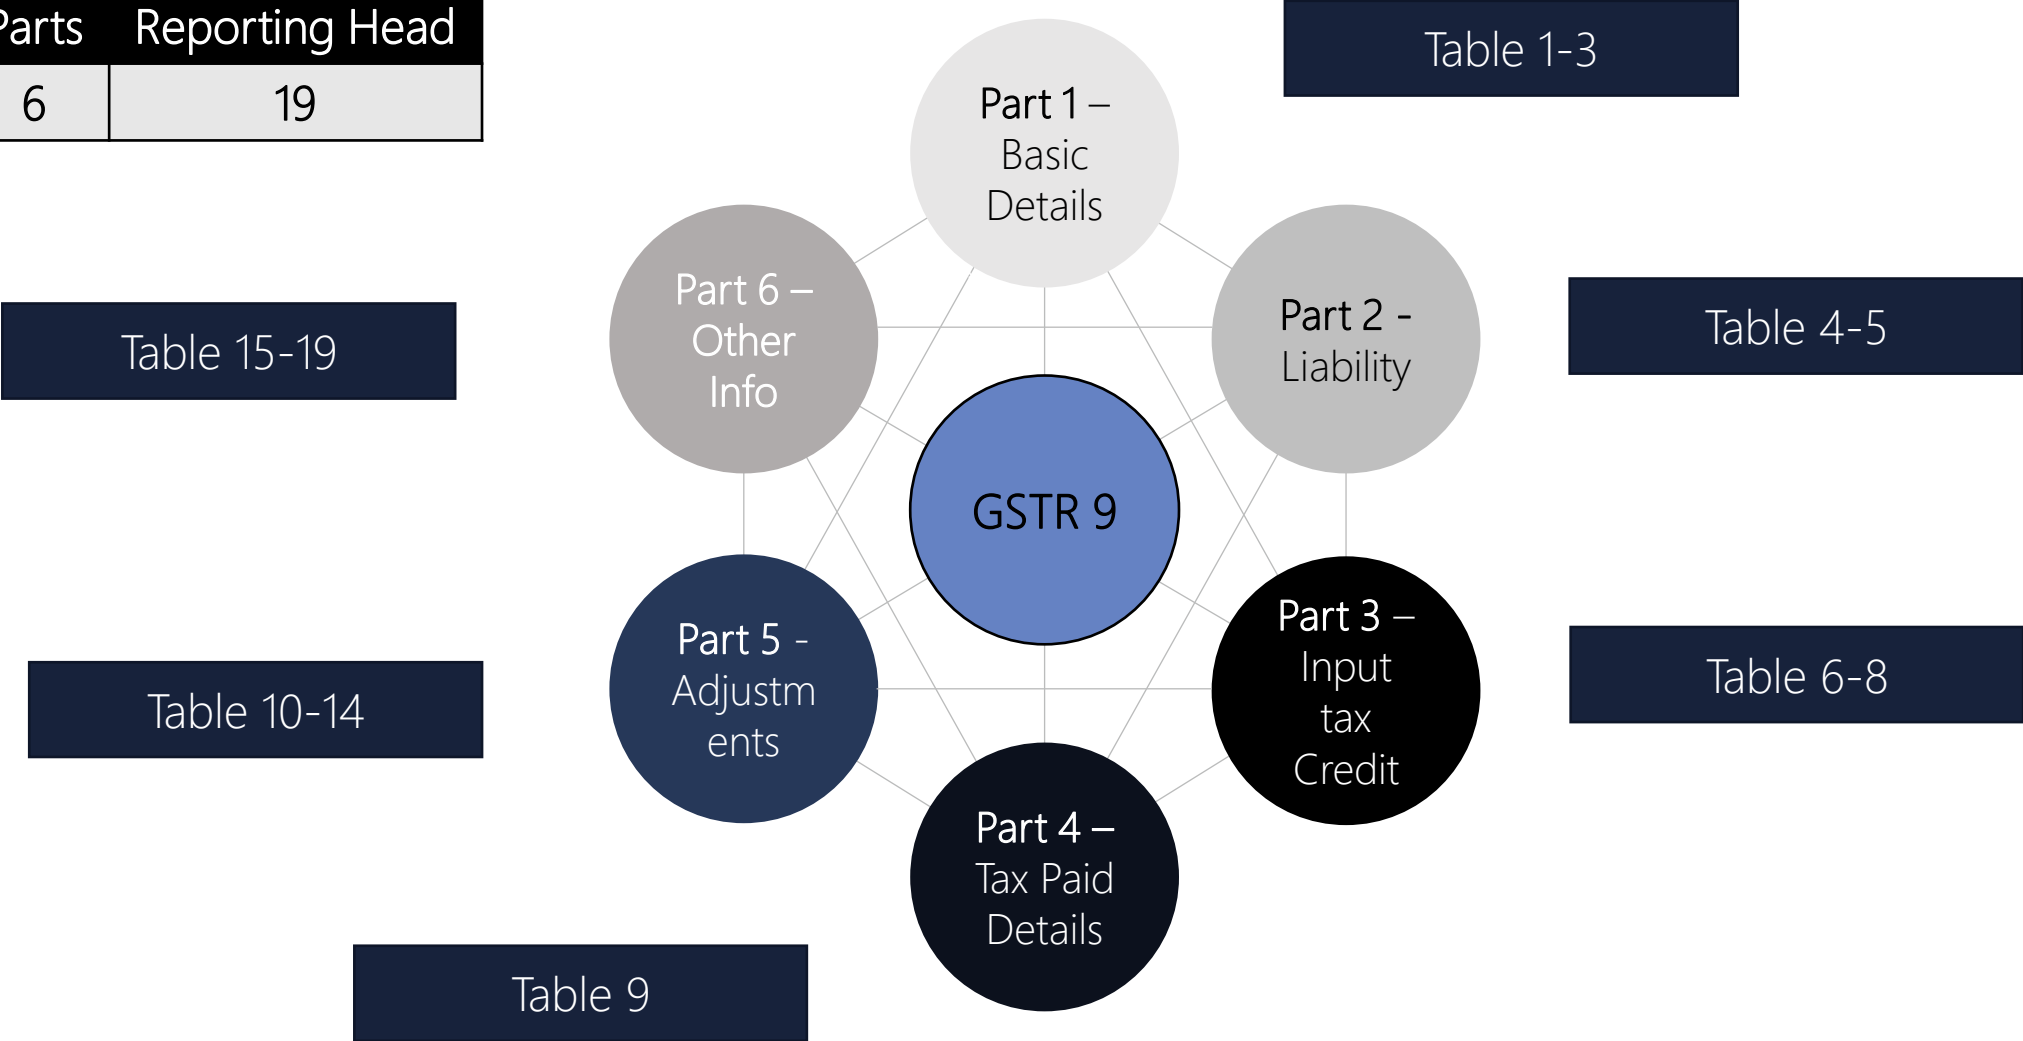 Parts Reporting Head
6 19
Table 1-3
Part 1 –
Basic
Details
Part 6 –
Other
Info
Part 2 -
Liability
Table 15-19
Table 4-5
GSTR 9
Part 5 -
Adjustm
ents
Part 3 –
Input
tax
Credit
Table 10-14
Table 6-8
Part 4 –
Tax Paid
Details
Table 9